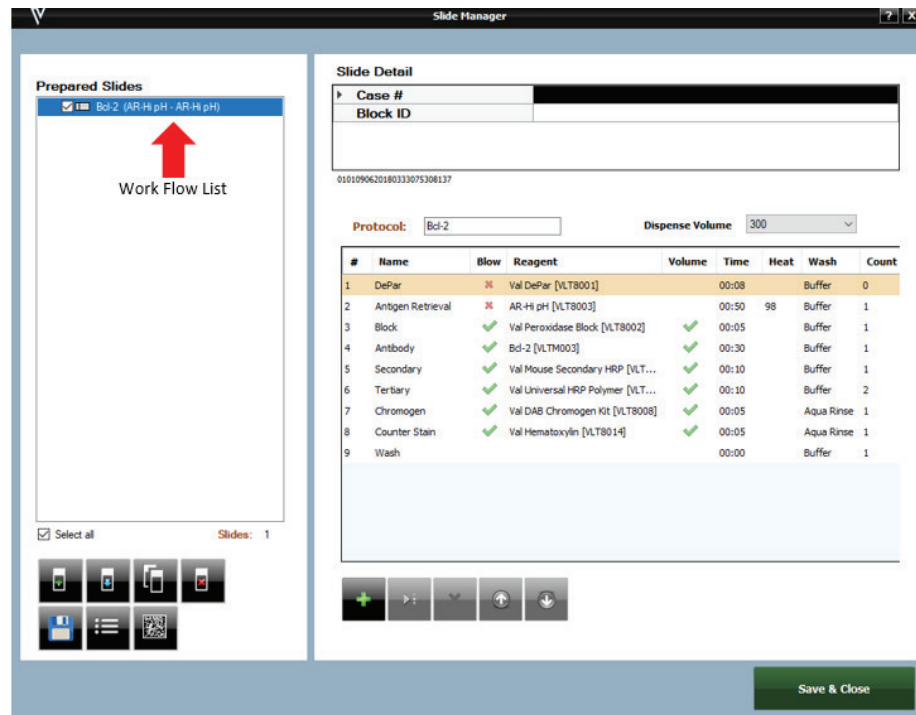 Slide Manager
? X
Prepared Slides
Bcl-2 (AR-Hi pH - AR-Hi pH)
Work Flow List
Select all Slides: 1
Slide Detail
Case #
Block ID
0101090620180333075308137
Protocol: Bcl-2 Dispense Volume 300
# Name Blow Reagent Volume Time Heat Wash Count
1 DePar Val DePar [VLT8001] 00:08 Buffer 0
2 Antigen Retrieval AR-Hi pH [VLT8003] 00:50 98 Buffer 1
3 Block Val Peroxidase Block [VLT8002] 00:05 Buffer 1
4 Antibody Bcl-2 [VLTM003] 00:30 Buffer 1
5 Secondary Val Mouse Secondary HRP [VLT... 00:10 Buffer 1
6 Tertiary Val Universal HRP Polymer [VLT... 00:10 Buffer 2
7 Chromogen Val DAB Chromogen Kit [VLT8008] 00:05 Aqua Rinse 1
8 Counter Stain Val Hematoxylin [VLT8014] 00:05 Aqua Rinse 1
9 Wash 00:00 Buffer 1
Save & Close